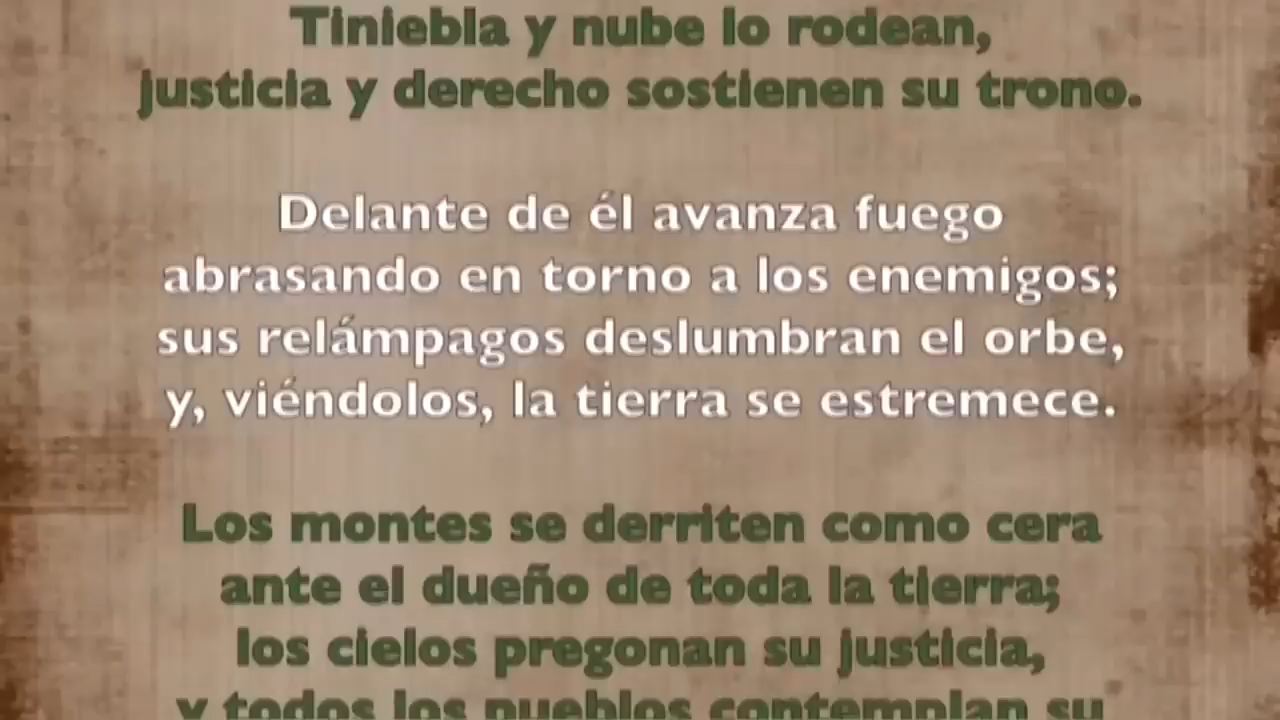 Tiniebla y nube lo rodean,
justicia y derecho sostienen su trono.
Delante de él avanza fuego
abrasando en torno a los enemigos;
sus relámpagos deslumbran el orbe,
y, viéndolos, la tierra se estremece.
Los montes se derriten como cera
ante el dueño de toda la tierra;
los cielos pregonan su justicia,
y todos los pueblos contemplan su